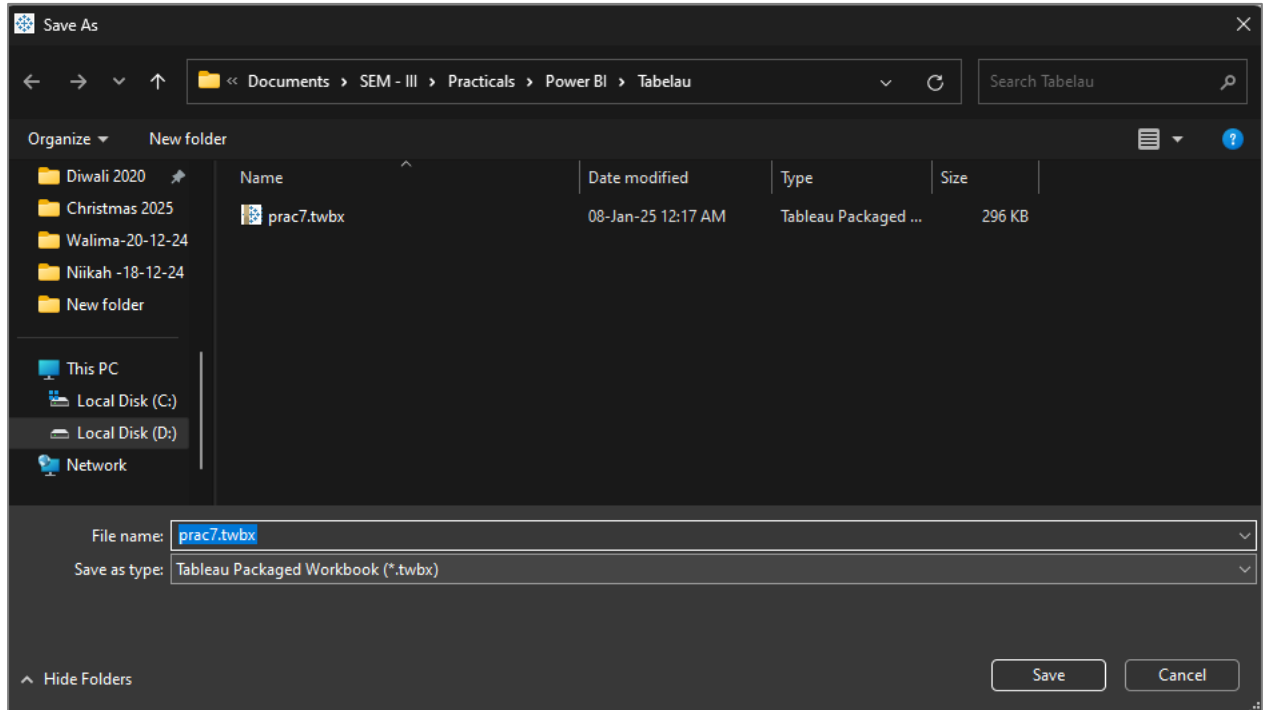 Save As
« Documents › SEM - III › Practicals › Power BI › Tabelau
Search Tabelau
Organize
New folder
Diwali 2020
Christmas 2025
Walima-20-12-24
Niikah -18-12-24
New folder
This PC
Local Disk (C:)
Local Disk (D:)
Network
Name Date modified Type Size
prac7.twbx 08-Jan-25 12:17 AM Tableau Packaged ... 296 KB
File name: prac7.twbx
Save as type: Tableau Packaged Workbook (*.twbx)
Hide Folders
Save
Cancel